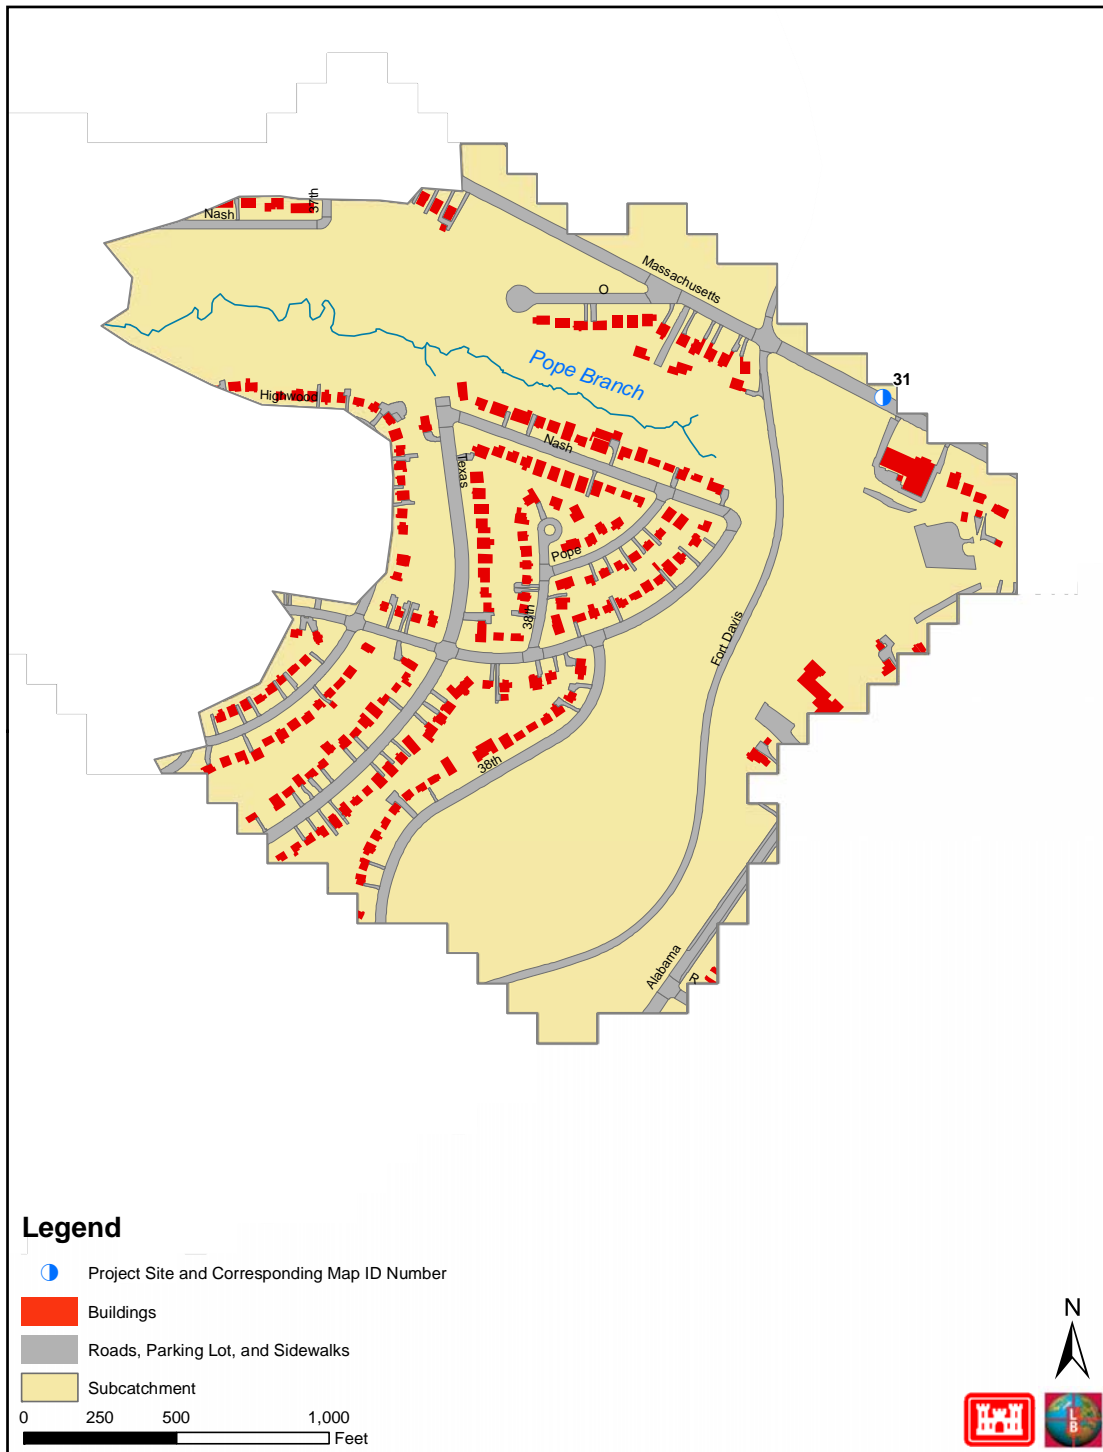 37th
Nash
Massachusetts
O
Pope Branch
31
Highwood
Nash
Texas
Pope
38th
Fort Davis
38th
Alabama
R
Legend
Project Site and Corresponding Map ID Number
Buildings
Roads, Parking Lot, and Sidewalks
Subcatchment
0 250 500 1,000
Feet
N
L
B